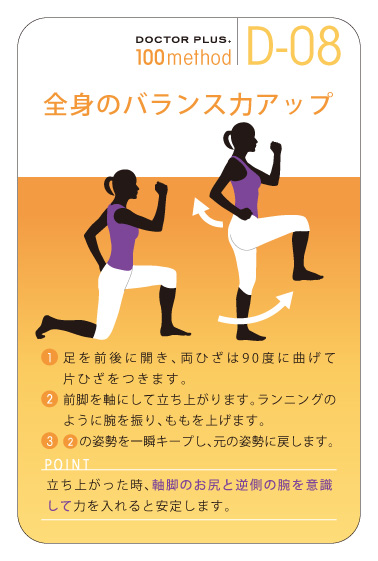 DOCTOR PLUS.
100method
D-08
全身のバランス力アップ
1 足を前後に開き、両ひざは90度に曲げて
片ひざをつきます。
2 前脚を軸にして立ち上がります。ランニングの
ように腕を振り、ももを上げます。
3 2の姿勢を一瞬キープし、元の姿勢に戻します。
POINT
立ち上がった時、軸脚のお尻と逆側の腕を意識
して力を入れると安定します。